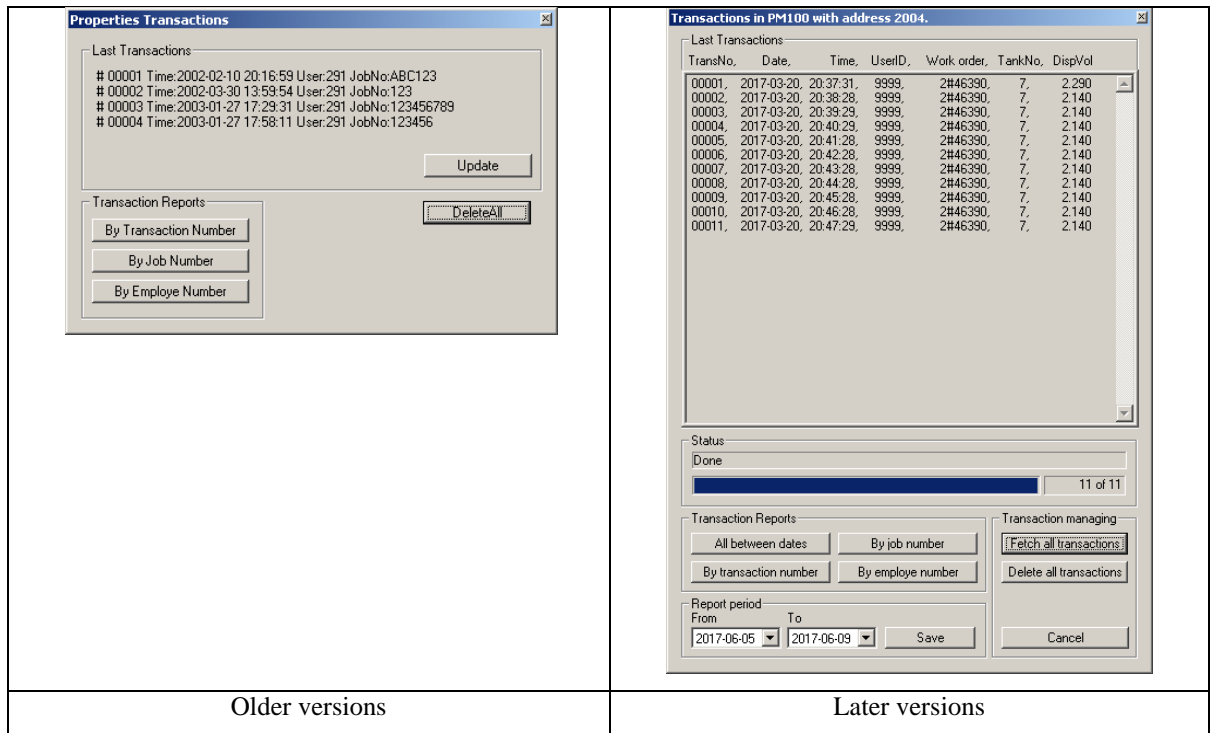 Properties Transactions
Last Transactions
# 00001 Time:2002-02-10 20:16:59 User:291 JobNo:ABC123
# 00002 Time:2002-03-30 13:59:54 User:291 JobNo:123
# 00003 Time:2003-01-27 17:29:31 User:291 JobNo:123456789
# 00004 Time:2003-01-27 17:58:11 User:291 JobNo:123456
Update
Transaction Reports
By Transaction Number
By Job Number
By Employe Number
DeleteAll
Older versions
Transactions in PM100 with address 2004.
Last Transactions
TransNo, Date, Time, UserID, Work order, TankNo, DispVol
00001, 2017-03-20, 20:37:31, 9999, 2##46390, 7, 2.290
00002, 2017-03-20, 20:38:28, 9999, 2##46390, 7, 2.140
00003, 2017-03-20, 20:39:29, 9999, 2##46390, 7, 2.140
00004, 2017-03-20, 20:40:29, 9999, 2##46390, 7, 2.140
00005, 2017-03-20, 20:41:28, 9999, 2##46390, 7, 2.140
00006, 2017-03-20, 20:42:28, 9999, 2##46390, 7, 2.140
00007, 2017-03-20, 20:43:28, 9999, 2##46390, 7, 2.140
00008, 2017-03-20, 20:44:28, 9999, 2##46390, 7, 2.140
00009, 2017-03-20, 20:45:28, 9999, 2##46390, 7, 2.140
00010, 2017-03-20, 20:46:28, 9999, 2##46390, 7, 2.140
00011, 2017-03-20, 20:47:29, 9999, 2##46390, 7, 2.140
Status
Done
11 of 11
Transaction Reports
All between dates
By job number
By transaction number
By employe number
Transaction managing
Fetch all transactions
Delete all transactions
Report period
From To
2017-06-05 2017-06-09 Save
Cancel
Later versions